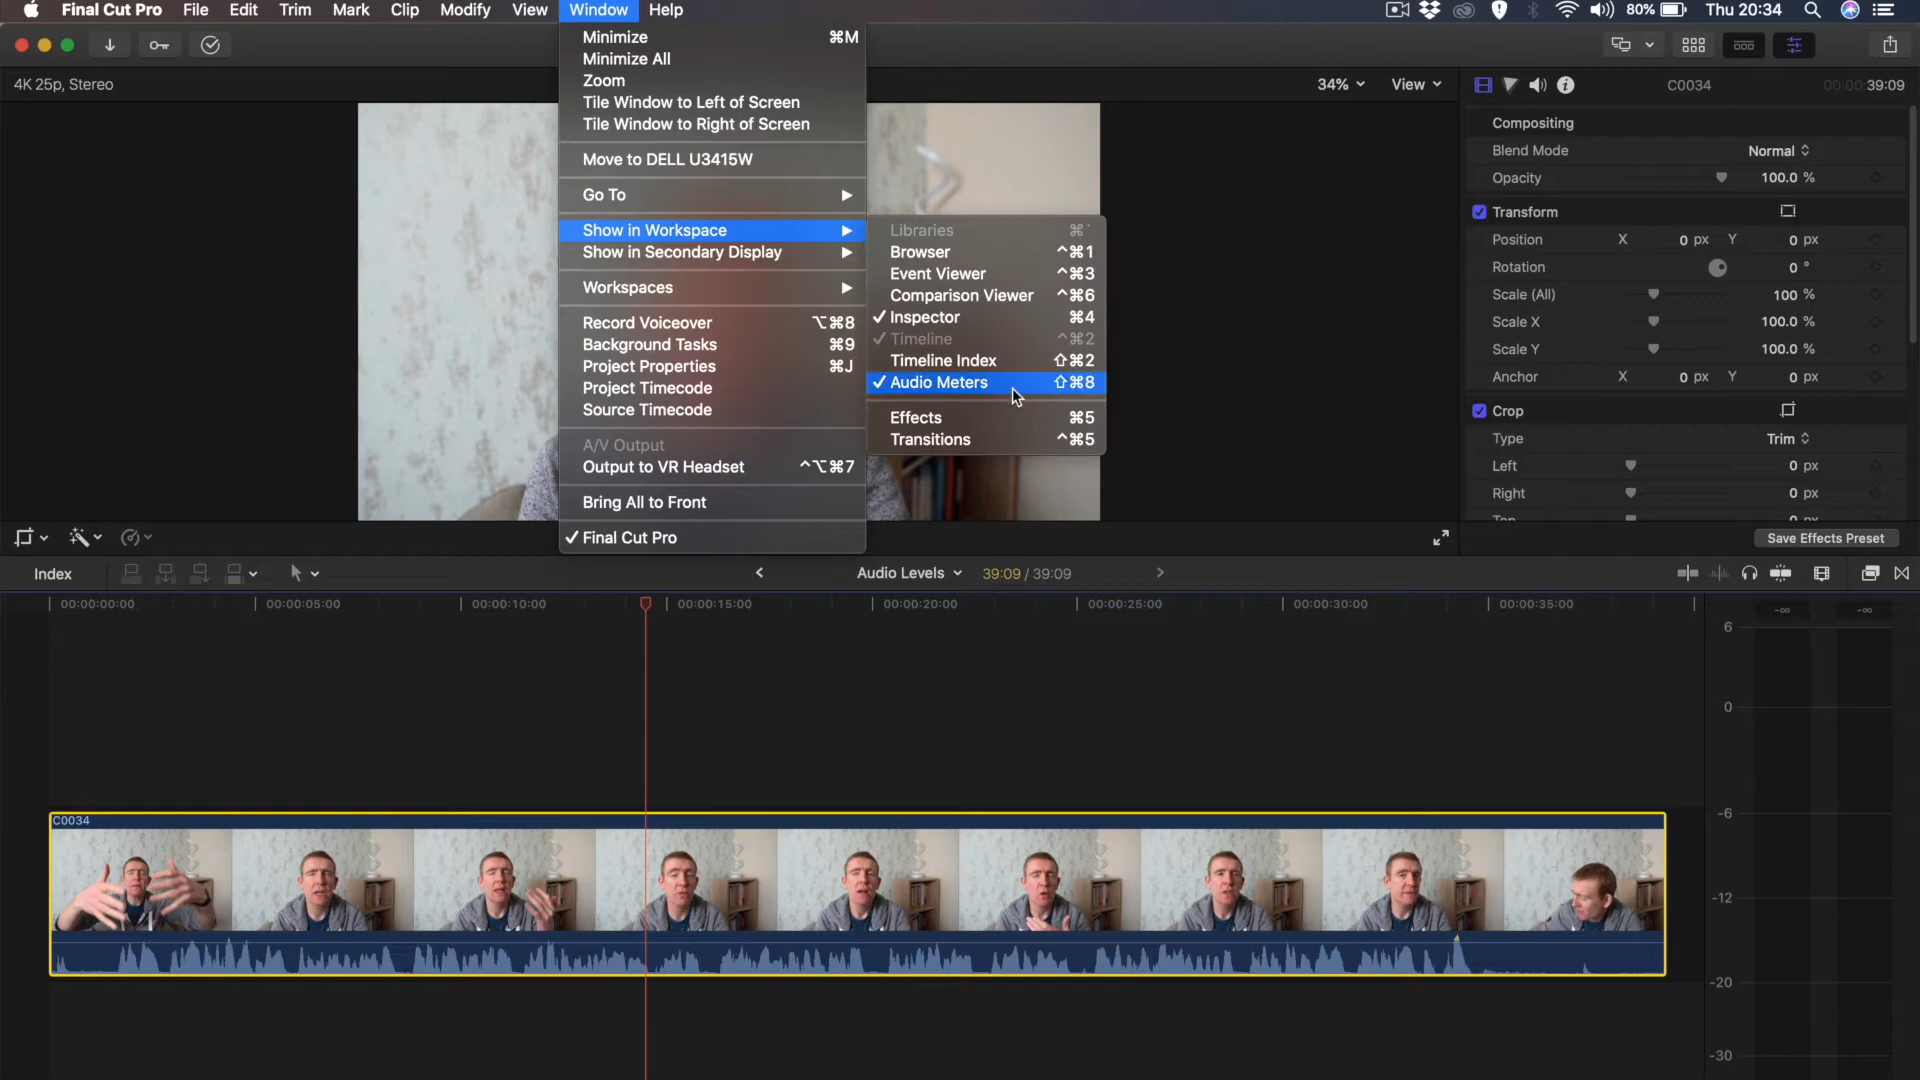 Final Cut Pro File Edit Trim Mark Clip Modify View Window Help 80% Thu 20:34
4K 25p, Stereo
34% View
C0034 00:00:39:09
Minimize ⌘M
Minimize All
Zoom
Tile Window to Left of Screen
Tile Window to Right of Screen
Move to DELL U3415W
Go To
Show in Workspace
Show in Secondary Display
Workspaces
Record Voiceover ⌥⌘8
Background Tasks ⌘9
Project Properties ⌘J
Project Timecode
Source Timecode
A/V Output
Output to VR Headset ^⌥⌘7
Bring All to Front
✓ Final Cut Pro
Libraries ⌘`
Browser ^⌘1
Event Viewer ^⌘3
Comparison Viewer ^⌘6
✓ Inspector ⌘4
✓ Timeline ^⌘2
Timeline Index ⇧⌘2
✓ Audio Meters ⇧⌘8
Effects ⌘5
Transitions ^⌘5
Compositing
Blend Mode Normal
Opacity 100.0 %
Transform
Position X 0 px Y 0 px
Rotation 0 °
Scale (All) 100 %
Scale X 100.0 %
Scale Y 100.0 %
Anchor X 0 px Y 0 px
Crop
Type Trim
Left 0 px
Right 0 px
Top 0 px
Save Effects Preset
Index
Audio Levels 39:09 / 39:09
00:00:00:00 00:00:05:00 00:00:10:00 00:00:15:00 00:00:20:00 00:00:25:00 00:00:30:00 00:00:35:00
C0034
-∞ -∞
6
0
-6
-12
-20
-30